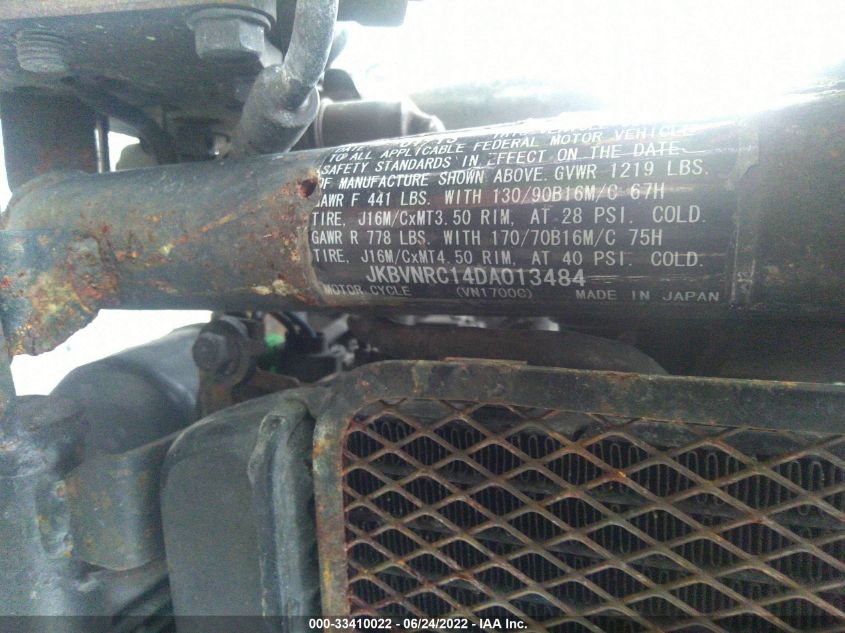 DATE
TO ALL APPLICABLE FEDERAL MOTOR VEHICLE
SAFETY STANDARDS IN EFFECT ON THE DATE
OF MANUFACTURE SHOWN ABOVE. GVWR 1219 LBS.
GAWR F 441 LBS. WITH 130/90B16M/C 67H
TIRE, J16M/CxMT3.50 RIM, AT 28 PSI. COLD.
GAWR R 778 LBS. WITH 170/70B16M/C 75H
TIRE, J16M/CxMT4.50 RIM, AT 40 PSI. COLD.
JKBVNRC14DA013484
MOTOR CYCLE (VN1700C) MADE IN JAPAN
000-33410022 - 06/24/2022 - IAA Inc.